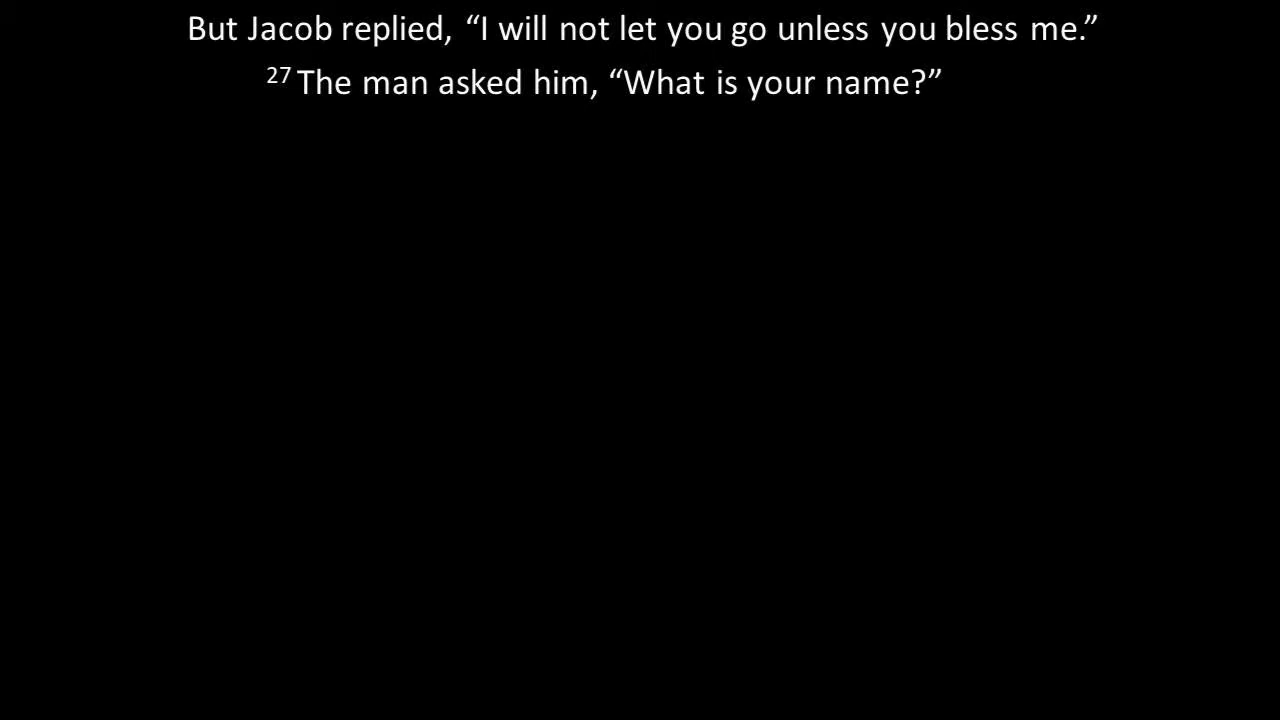 But Jacob replied, “I will not let you go unless you bless me.”
27 The man asked him, “What is your name?”